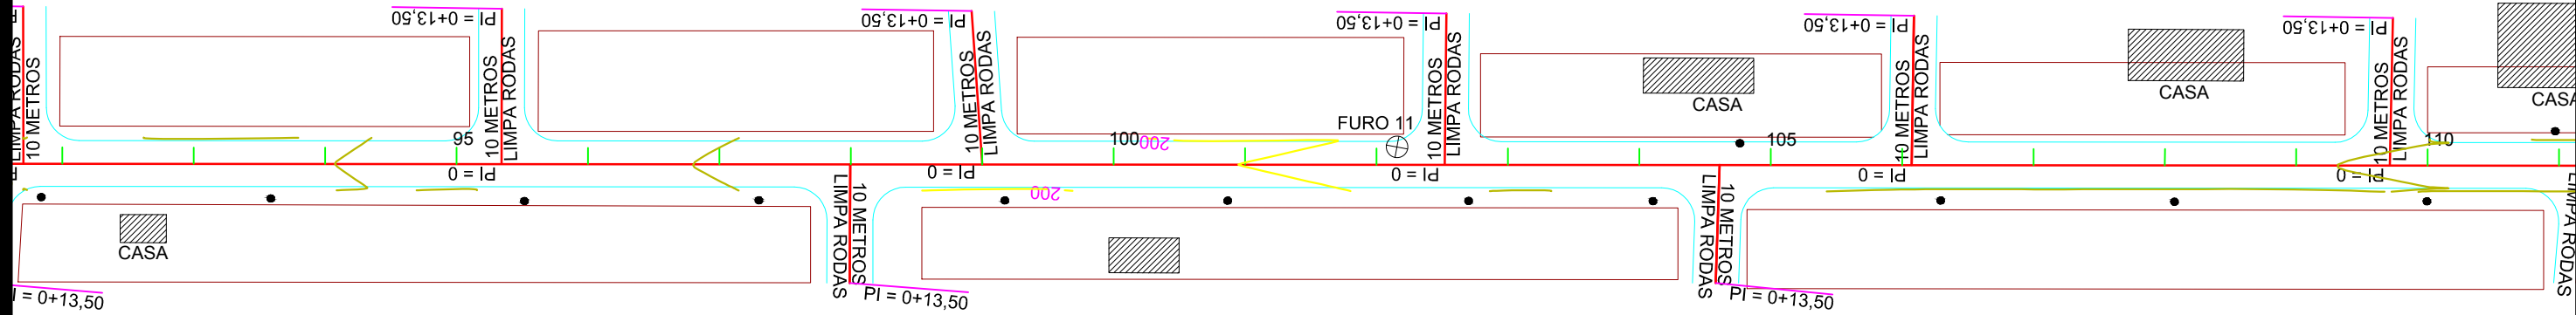 PI = 0+13,50
PI = 0+13,50
PI = 0+13,50
PI = 0+13,50
PI = 0+13,50
LIMPA RODAS
10 METROS
10 METROS
LIMPA RODAS
10 METROS
LIMPA RODAS
10 METROS
LIMPA RODAS
10 METROS
LIMPA RODAS
10 METROS
LIMPA RODAS
CASA
CASA
CASA
FURO 11
95
100
200
105
110
PI = 0
PI = 0
PI = 0
PI = 0
PI = 0
200
LIMPA RODAS
10 METROS
LIMPA RODAS
10 METROS
LIMPA RODAS
CASA
PI = 0+13,50
PI = 0+13,50
PI = 0+13,50